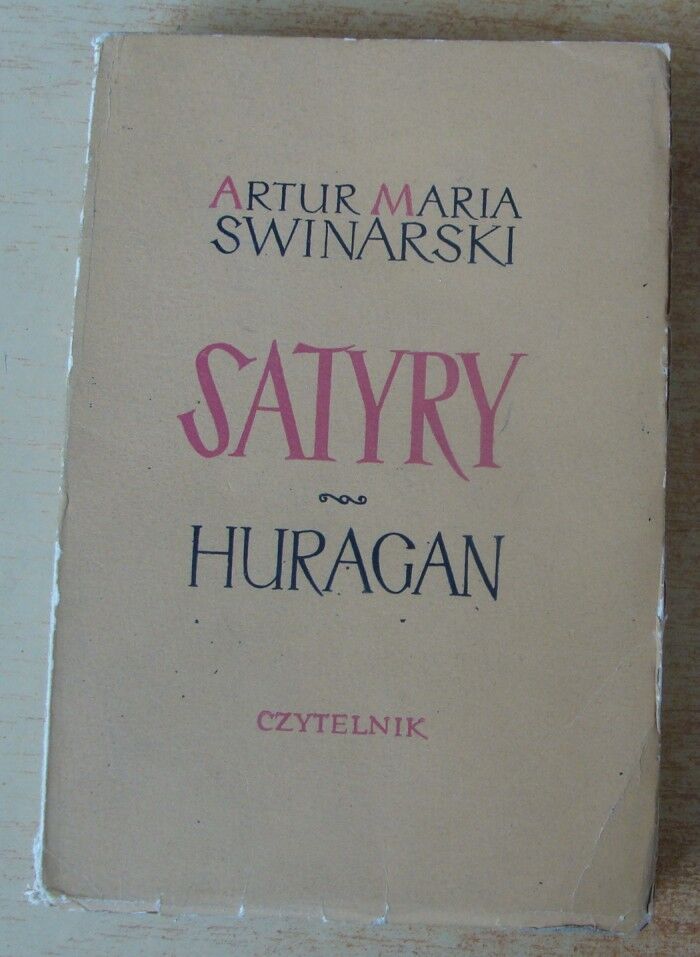 ARTUR MARIA
SWINARSKI
SATYRY
HURAGAN
CZYTELNIK